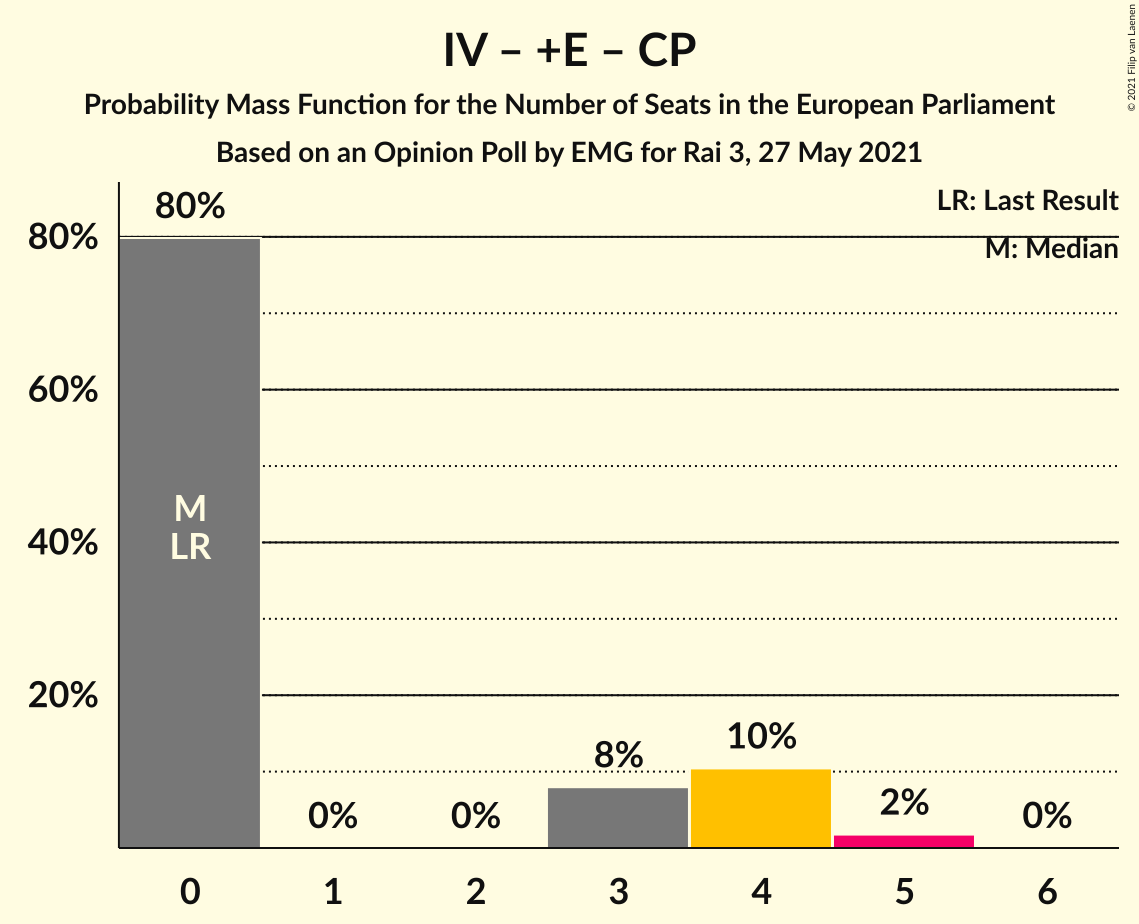 IV – +E – CP
Probability Mass Function for the Number of Seats in the European Parliament
Based on an Opinion Poll by EMG for Rai 3, 27 May 2021
© 2021 Filip van Laenen
LR: Last Result
M: Median
80%
60%
40%
20%
80%
M
LR
0%
0%
8%
10%
2%
0%
0
1
2
3
4
5
6